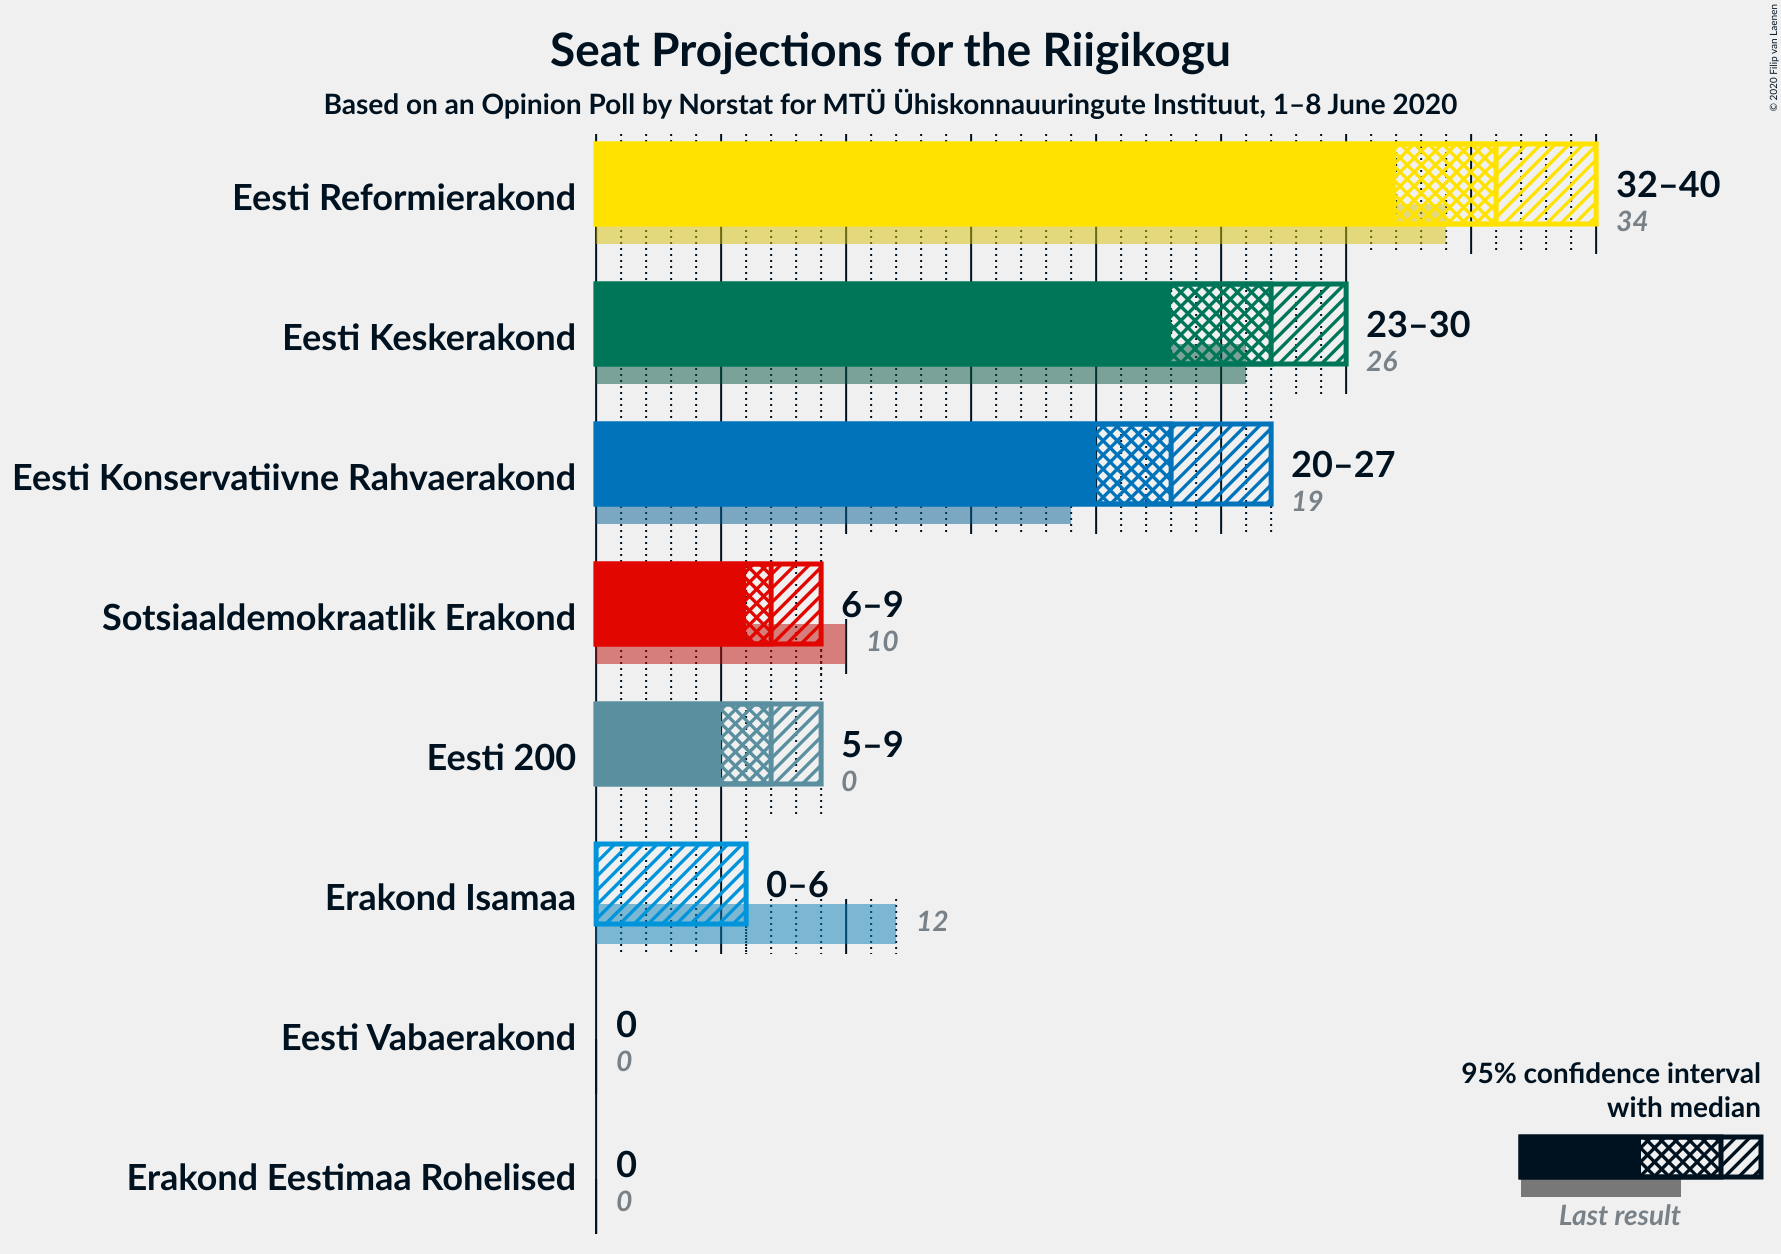 Seat Projections for the Riigikogu
Based on an Opinion Poll by Norstat for MTÜ Ühiskonnauuringute Instituut, 1–8 June 2020
© 2020 Filip van Laenen
Eesti Reformierakond
32–40
34
Eesti Keskerakond
23–30
26
Eesti Konservatiivne Rahvaerakond
20–27
19
Sotsiaaldemokraatlik Erakond
6–9
10
Eesti 200
5–9
0
Erakond Isamaa
0–6
12
Eesti Vabaerakond
0
0
Erakond Eestimaa Rohelised
0
0
95% confidence interval
with median
Last result